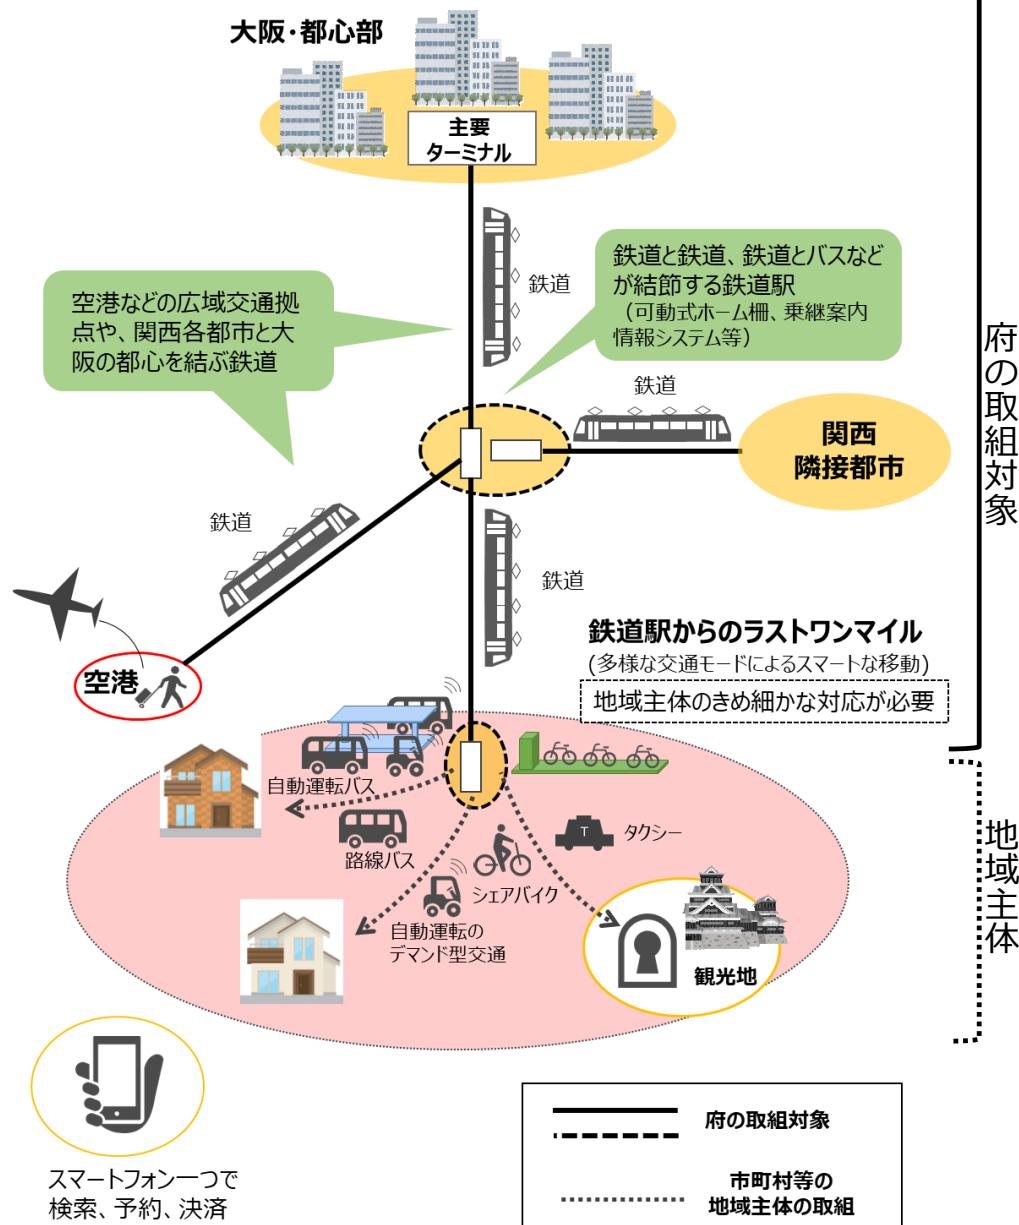 大阪・都心部
主要
ターミナル
鉄道
鉄道と鉄道、鉄道とバスなど
が結節する鉄道駅
（可動式ホーム柵、乗継案内
情報システム等）
空港などの広域交通拠
点や、関西各都市と大
阪の都心を結ぶ鉄道
府の取組対象
鉄道
関西
隣接都市
鉄道
鉄道
空港
鉄道駅からのラストワンマイル
(多様な交通モードによるスマートな移動)
地域主体のきめ細かな対応が必要
自動運転バス
路線バス
T
タクシー
シェアバイク
自動運転の
デマンド型交通
観光地
地域主体
スマートフォン一つで
検索、予約、決済
府の取組対象
市町村等の
地域主体の取組